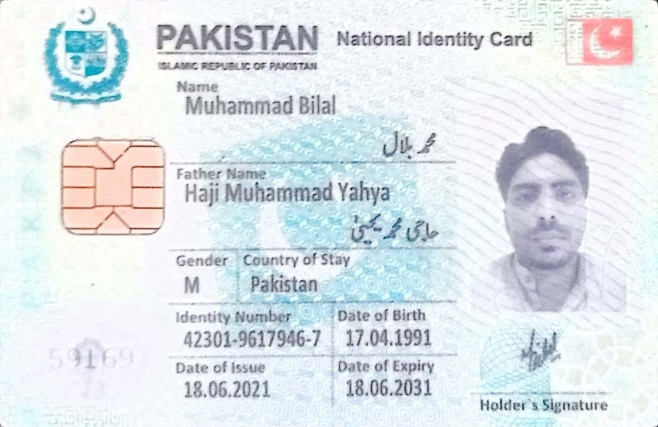 PAKISTAN National Identity Card
ISLAMIC REPUBLIC OF PAKISTAN
Name
Muhammad Bilal
محمد بلال
Father Name
Haji Muhammad Yahya
حاجی محمد یحییٰ
Gender Country of Stay
M Pakistan
Identity Number Date of Birth
42301-9617946-7 17.04.1991
Date of Issue Date of Expiry
18.06.2021 18.06.2031
59169
Holder's Signature